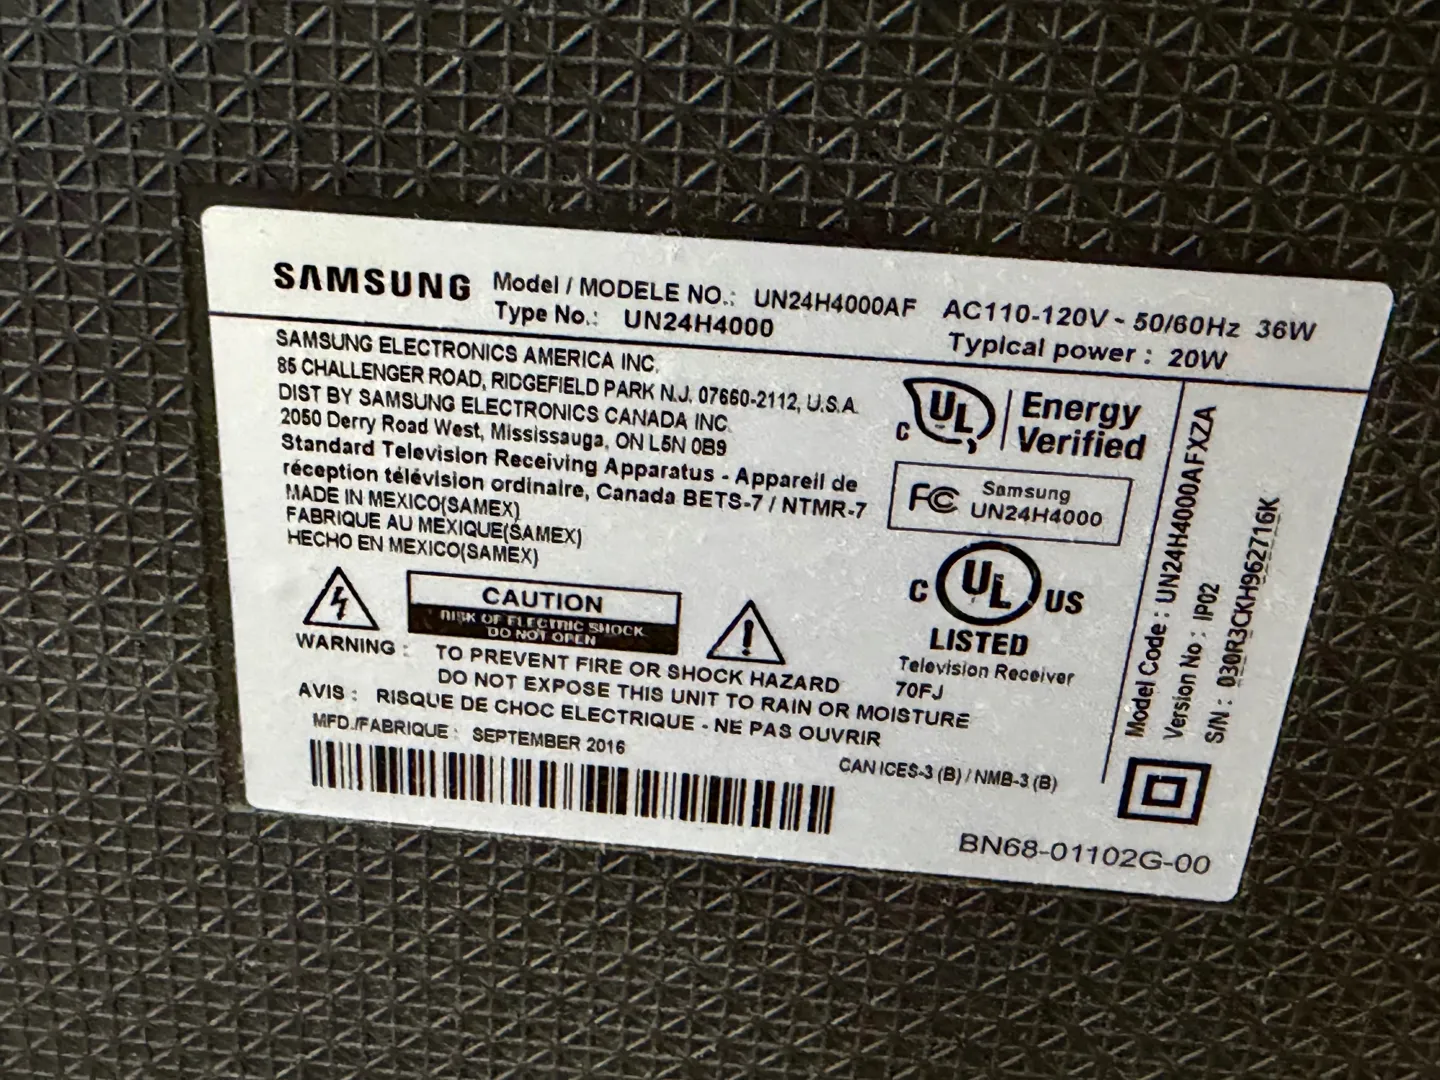 SAMSUNG
Model / MODELE NO.: UN24H4000AF
Type No.: UN24H4000
AC110-120V ~ 50/60Hz 36W
Typical power : 20W
SAMSUNG ELECTRONICS AMERICA INC.
85 CHALLENGER ROAD, RIDGEFIELD PARK N.J. 07660-2112, U.S.A.
DIST BY SAMSUNG ELECTRONICS CANADA INC.
2050 Derry Road West, Mississauga, ON L5N 0B9
Standard Television Receiving Apparatus - Appareil de
réception télévision ordinaire, Canada BETS-7 / NTMR-7
MADE IN MEXICO(SAMEX)
FABRIQUE AU MEXIQUE(SAMEX)
HECHO EN MEXICO(SAMEX)
CAUTION
RISK OF ELECTRIC SHOCK
DO NOT OPEN
WARNING : TO PREVENT FIRE OR SHOCK HAZARD
DO NOT EXPOSE THIS UNIT TO RAIN OR MOISTURE
AVIS : RISQUE DE CHOC ELECTRIQUE - NE PAS OUVRIR
MFD./FABRIQUE : SEPTEMBER 2016
C UL Energy
Verified
FC Samsung
UN24H4000
C UL US
LISTED
Television Receiver
70FJ
CAN ICES-3 (B) / NMB-3 (B)
Model Code : UN24H4000AFXZA
Version No : IP02
S/N : 030R3CKH962716K
BN68-01102G-00